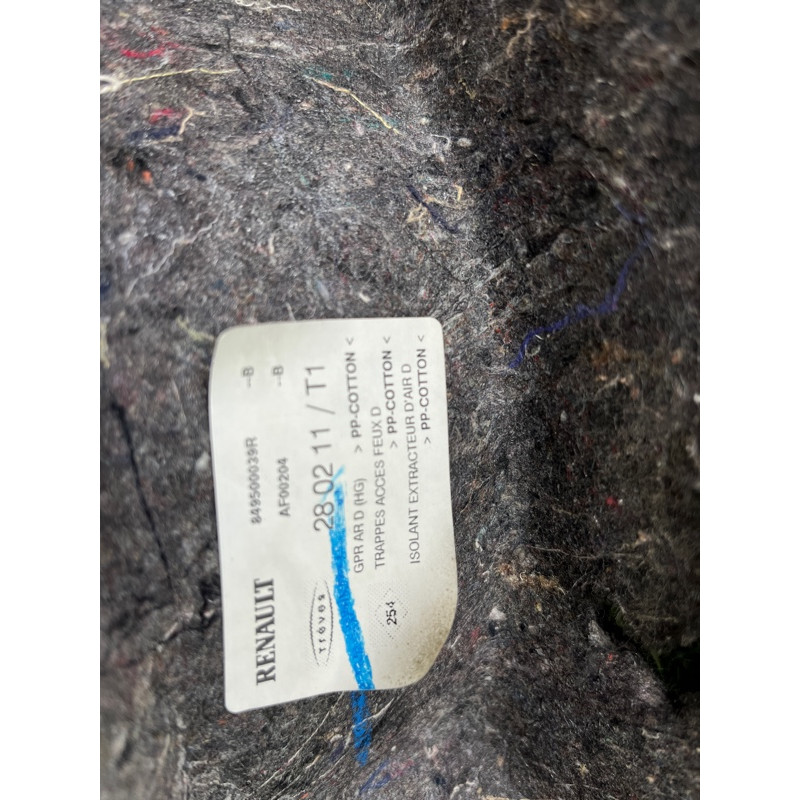 RENAULT 849500039R --B
AF00204 --B
Trèves 28 02 11 / T1
GPR AR D (HG) > PP-COTTON <
TRAPPES ACCES FEUX D
> PP-COTTON <
254 ISOLANT EXTRACTEUR D'AIR D
> PP-COTTON <